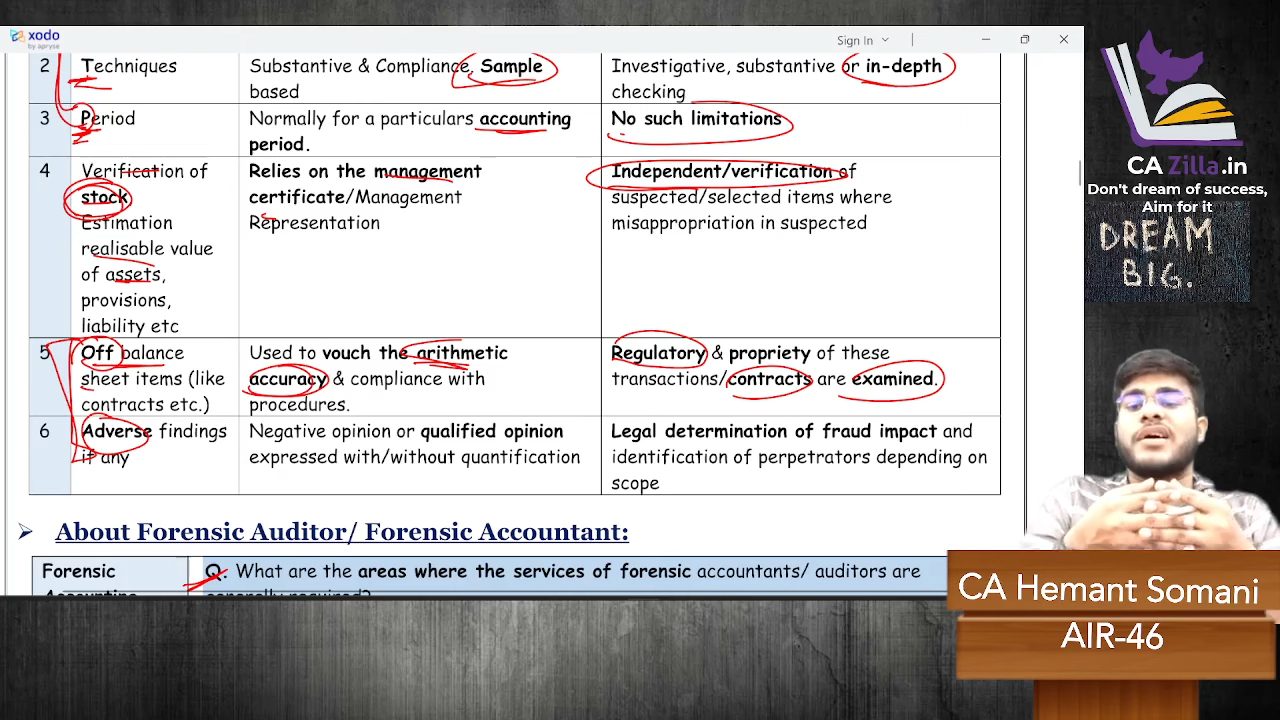 xodo
by apryse
Sign In
2 Techniques Substantive & Compliance, Sample based Investigative, substantive or in-depth checking
3 Period Normally for a particulars accounting period. No such limitations
4 Verification of stock Estimation realisable value of assets, provisions, liability etc Relies on the management certificate/Management Representation Independent/verification of suspected/selected items where misappropriation in suspected
5 Off balance sheet items (like contracts etc.) Used to vouch the arithmetic accuracy & compliance with procedures. Regulatory & propriety of these transactions/contracts are examined.
6 Adverse findings if any Negative opinion or qualified opinion expressed with/without quantification Legal determination of fraud impact and identification of perpetrators depending on scope
About Forensic Auditor/ Forensic Accountant:
Forensic Q. What are the areas where the services of forensic accountants/ auditors are
CA Zilla.in
Don't dream of success,
Aim for it
DREAM
BIG.
CA Hemant Somani
AIR-46